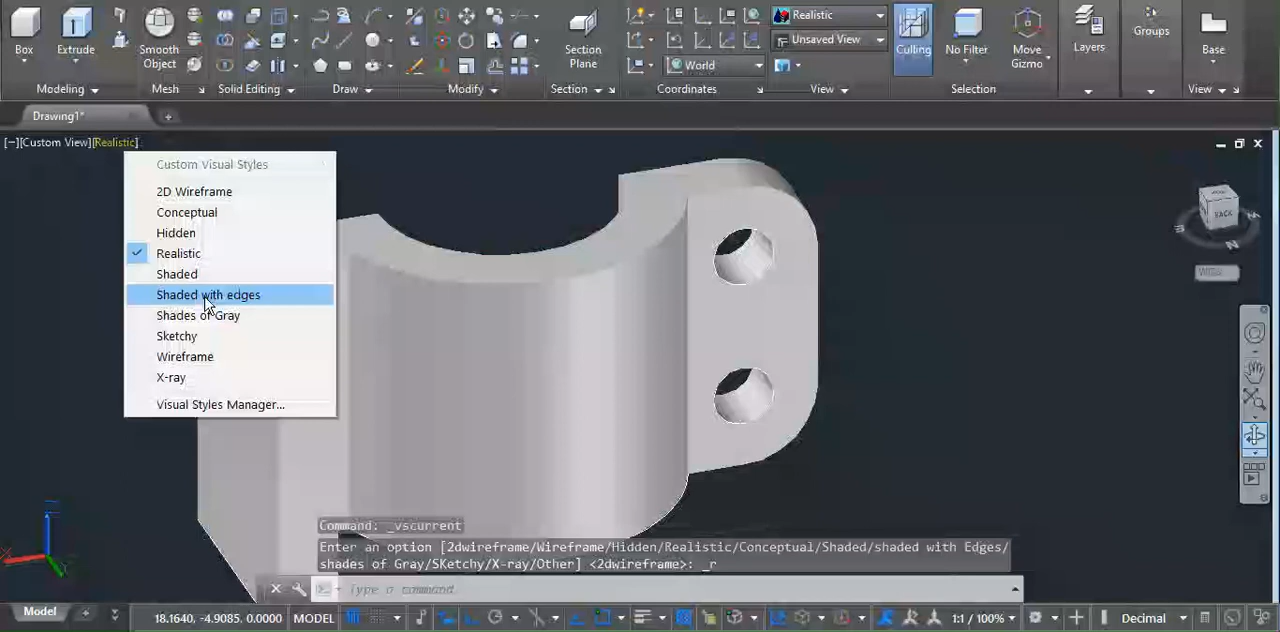 Box
Extrude
Smooth
Object
Section
Plane
Realistic
Unsaved View
World
Culling
No Filter
Move
Gizmo
Layers
Groups
Base
Modeling
Mesh
Solid Editing
Draw
Modify
Section
Coordinates
View
Selection
View
Drawing1*
[−][Custom View][Realistic]
Custom Visual Styles
2D Wireframe
Conceptual
Hidden
Realistic
Shaded
Shaded with edges
Shades of Gray
Sketchy
Wireframe
X-ray
Visual Styles Manager...
BACK
N
Command: _vscurrent
Enter an option [2dwireframe/Wireframe/Hidden/Realistic/Conceptual/Shaded/shaded with Edges/
shades of Gray/SKetchy/X-ray/Other] <2dwireframe>: _r
Type a command
Model
18.1640, -4.9085, 0.0000
MODEL
1:1 / 100%
Decimal